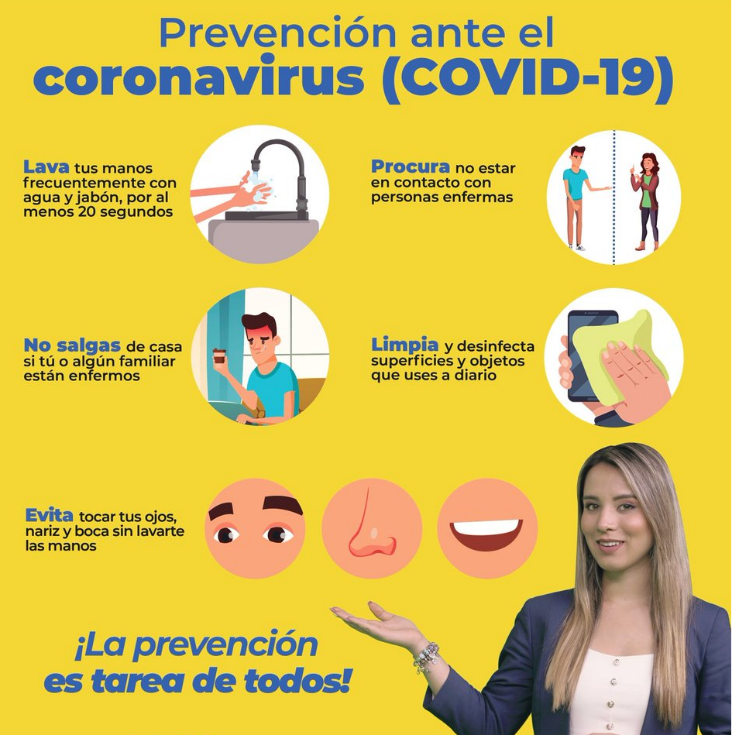 Prevención ante el
coronavirus (COVID-19)
Lava tus manos
frecuentemente con
agua y jabón, por al
menos 20 segundos
Procura no estar
en contacto con
personas enfermas
No salgas de casa
si tú o algún familiar
están enfermos
Limpia y desinfecta
superficies y objetos
que uses a diario
Evita tocar tus ojos,
nariz y boca sin lavarte
las manos
¡La prevención
es tarea de todos!